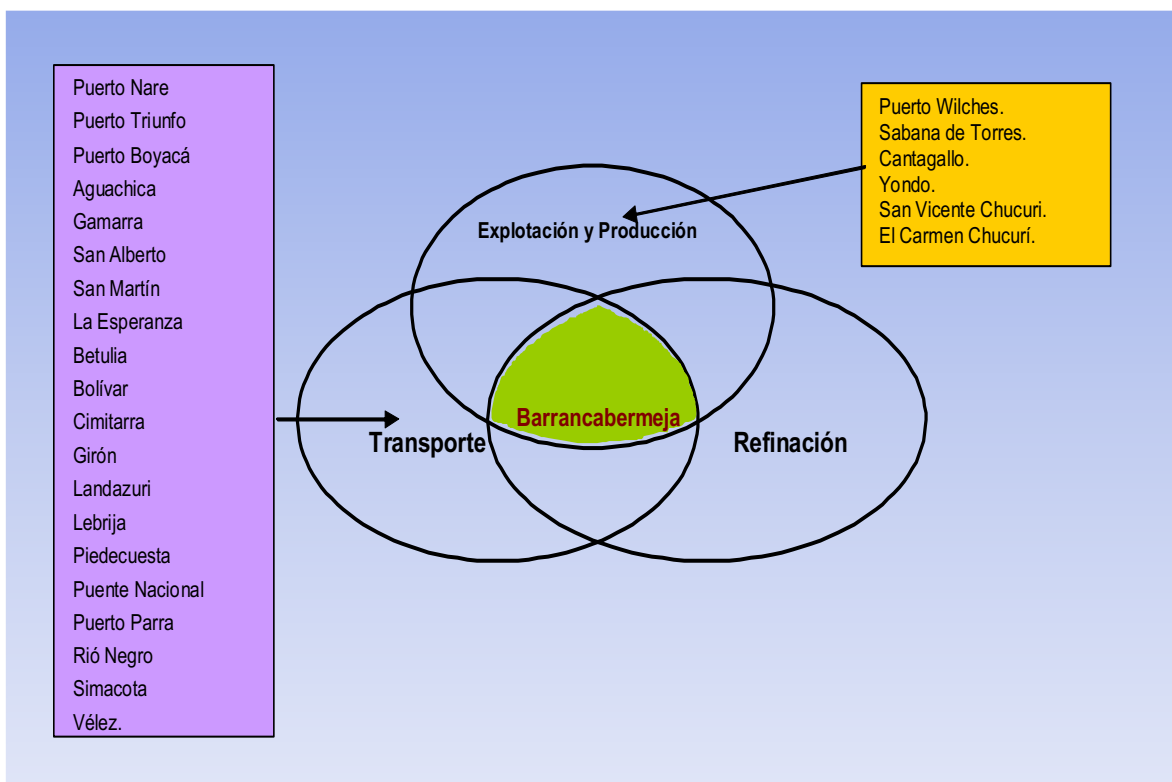 Puerto Nare
Puerto Triunfo
Puerto Boyacá
Aguachica
Gamarra
San Alberto
San Martín
La Esperanza
Betulia
Bolívar
Cimitarra
Girón
Landazuri
Lebrija
Piedecuesta
Puente Nacional
Puerto Parra
Rió Negro
Simacota
Vélez.
Puerto Wilches.
Sabana de Torres.
Cantagallo.
Yondo.
San Vicente Chucuri.
El Carmen Chucurí.
Explotación y Producción
Barrancabermeja
Transporte
Refinación